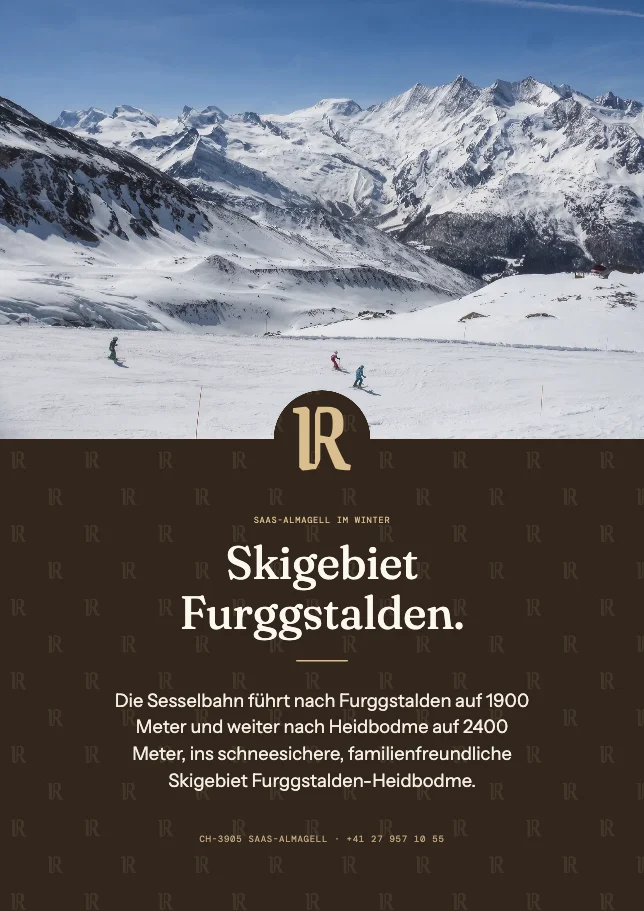 R
SAAS-ALMAGELL IM WINTER
Skigebiet
Furggstalden.
Die Sesselbahn führt nach Furggstalden auf 1900
Meter und weiter nach Heidbodme auf 2400
Meter, ins schneesichere, familienfreundliche
Skigebiet Furggstalden-Heidbodme.
CH-3905 SAAS-ALMAGELL · +41 27 957 10 55